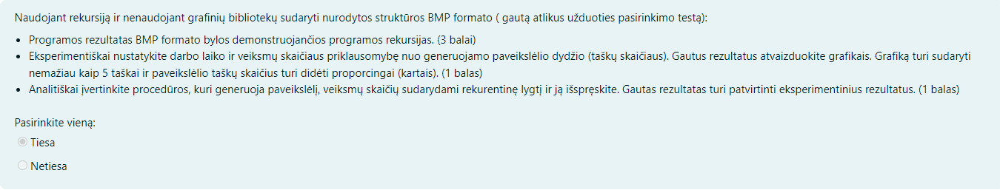 Naudojant rekursiją ir nenaudojant grafinių bibliotekų sudaryti nurodytos struktūros BMP formato ( gautą atlikus užduoties pasirinkimo testą):
• Programos rezultatas BMP formato bylos demonstruojančios programos rekursijas. (3 balai)
• Eksperimentiškai nustatykite darbo laiko ir veiksmų skaičiaus priklausomybę nuo generuojamo paveikslėlio dydžio (taškų skaičiaus). Gautus rezultatus atvaizduokite grafikais. Grafiką turi sudaryti
nemažiau kaip 5 taškai ir paveikslėlio taškų skaičius turi didėti proporcingai (kartais). (1 balas)
• Analitiškai įvertinkite procedūros, kuri generuoja paveikslėlį, veiksmų skaičių sudarydami rekurentinę lygtį ir ją išspręskite. Gautas rezultatas turi patvirtinti eksperimentinius rezultatus. (1 balas)
Pasirinkite vieną:
Tiesa
Netiesa